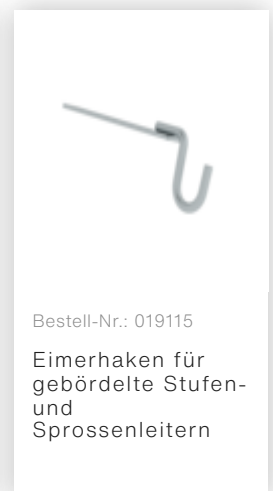 Bestell-Nr.: 019115
Eimerhaken für
gebördelte Stufen-
und
Sprossenleitern